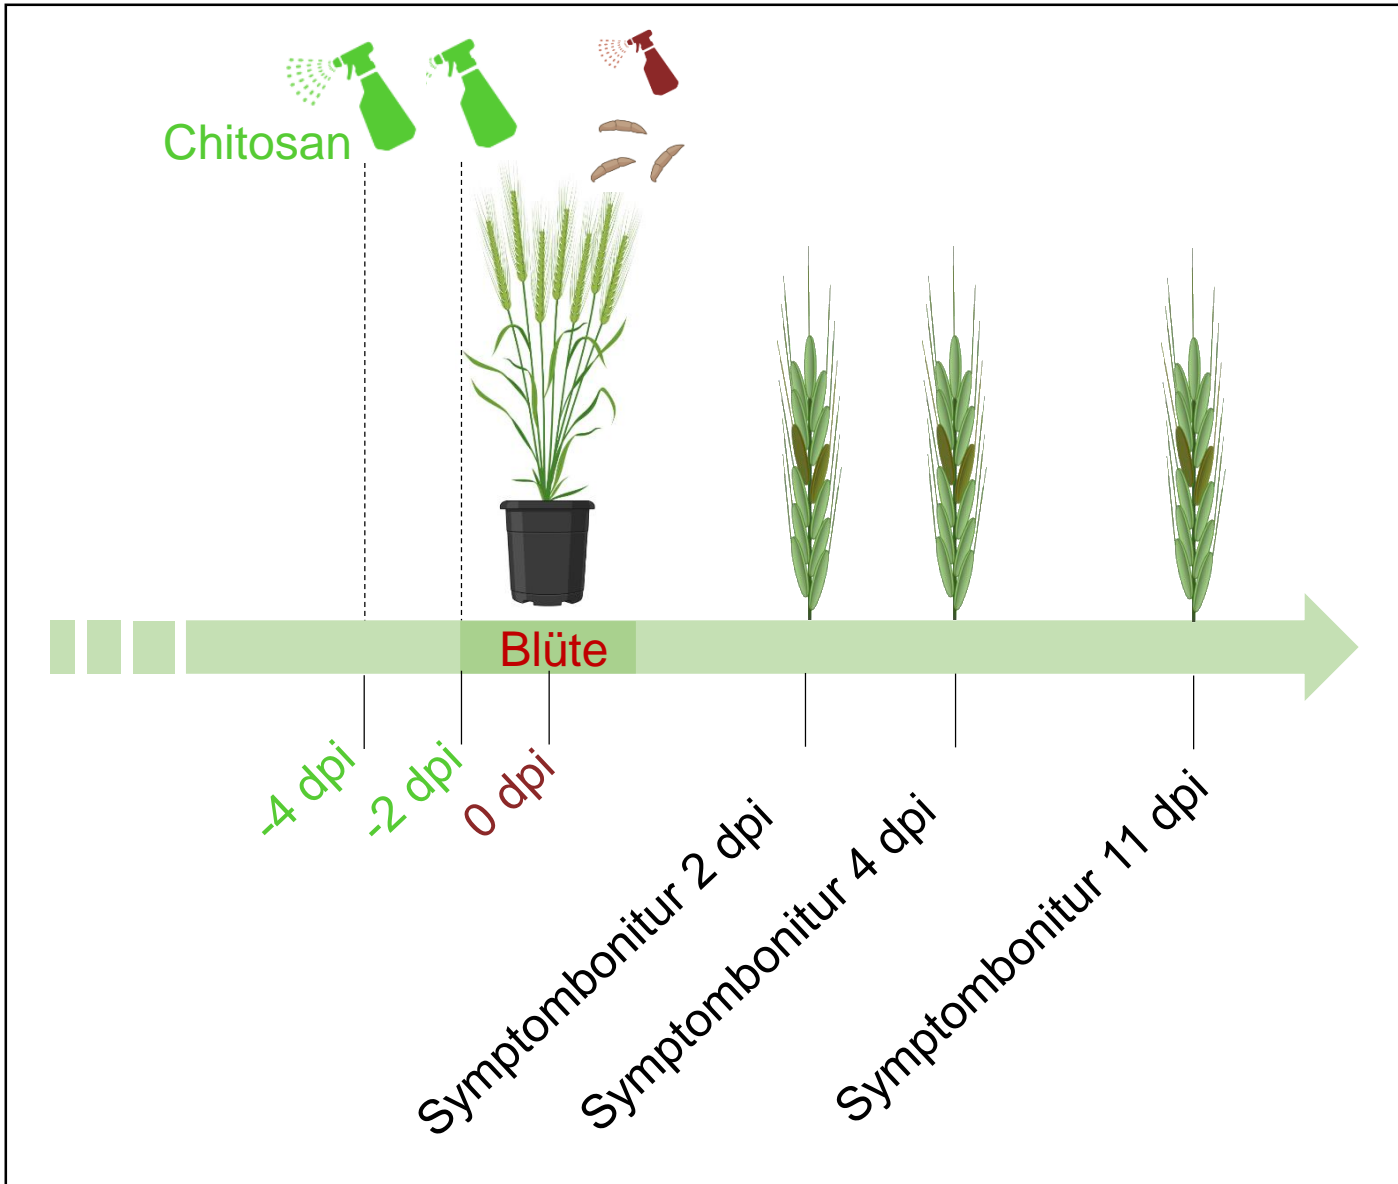 Chitosan
Blüte
-4 dpi
-2 dpi
0 dpi
Symptombonitur 2 dpi
Symptombonitur 4 dpi
Symptombonitur 11 dpi